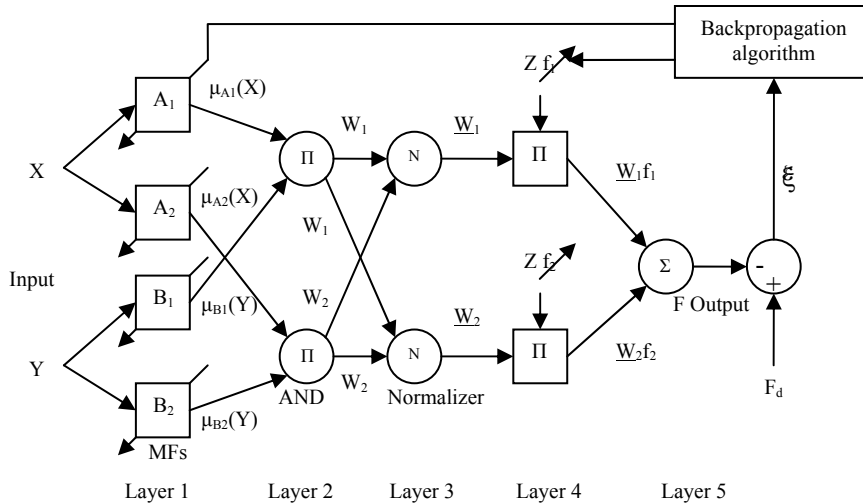 Backpropagation
algorithm
Z f₁
A₁
μA1(X)
W₁
W₁
Π
N
Π
X
W₁f₁
ξ
A₂
μA2(X)
W₁
Z f₂
Σ
-
+
Input
B₁
μB1(Y)
W₂
F Output
W₂
Π
N
Π
W₂f₂
Y
B₂
μB2(Y)
AND
W₂
Normalizer
Fd
MFs
Layer 1
Layer 2
Layer 3
Layer 4
Layer 5